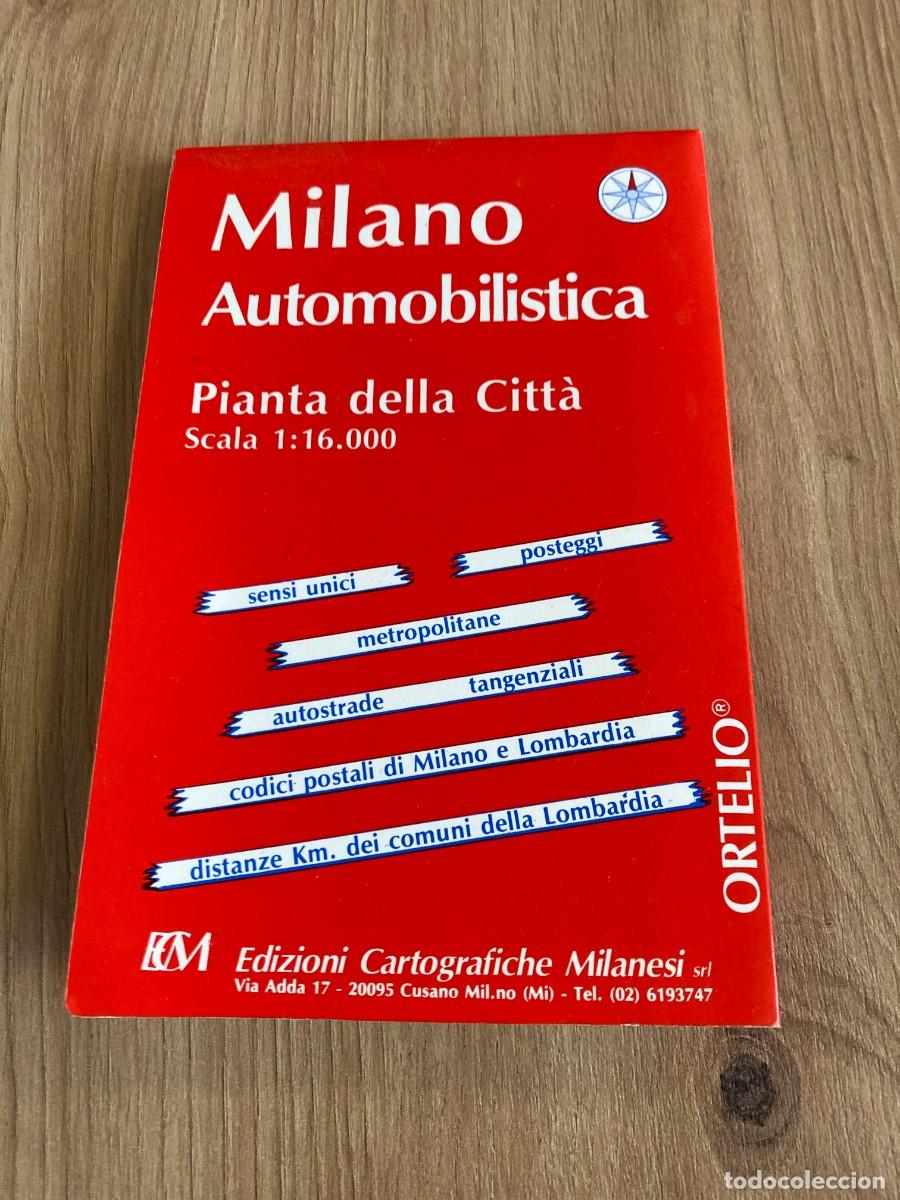 Milano
Automobilistica
Pianta della Città
Scala 1:16.000
sensi unici
posteggi
metropolitane
autostrade tangenziali
codici postali di Milano e Lombardia
distanze Km. dei comuni della Lombardia
ORTELIO®
ECM Edizioni Cartografiche Milanesi srl
Via Adda 17 - 20095 Cusano Mil.no (Mi) - Tel. (02) 6193747
todocoleccion